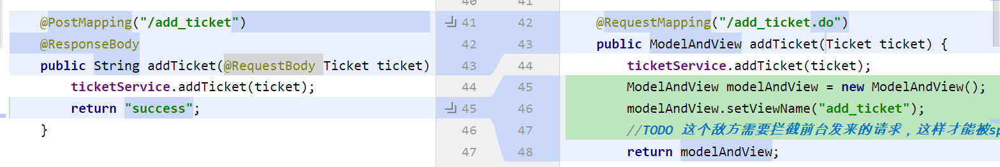 40 41
@PostMapping("/add_ticket") 41 42 @RequestMapping("/add_ticket.do")
@ResponseBody 42 43 public ModelAndView addTicket(Ticket ticket) {
public String addTicket(@RequestBody Ticket ticket) 43 44 ticketService.addTicket(ticket);
ticketService.addTicket(ticket); 44 45 ModelAndView modelAndView = new ModelAndView();
return "success"; 45 46 modelAndView.setViewName("add_ticket");
} 46 47 //TODO 这个敌方需要拦截前台发来的请求，这样才能被sp
47 48 return modelAndView;